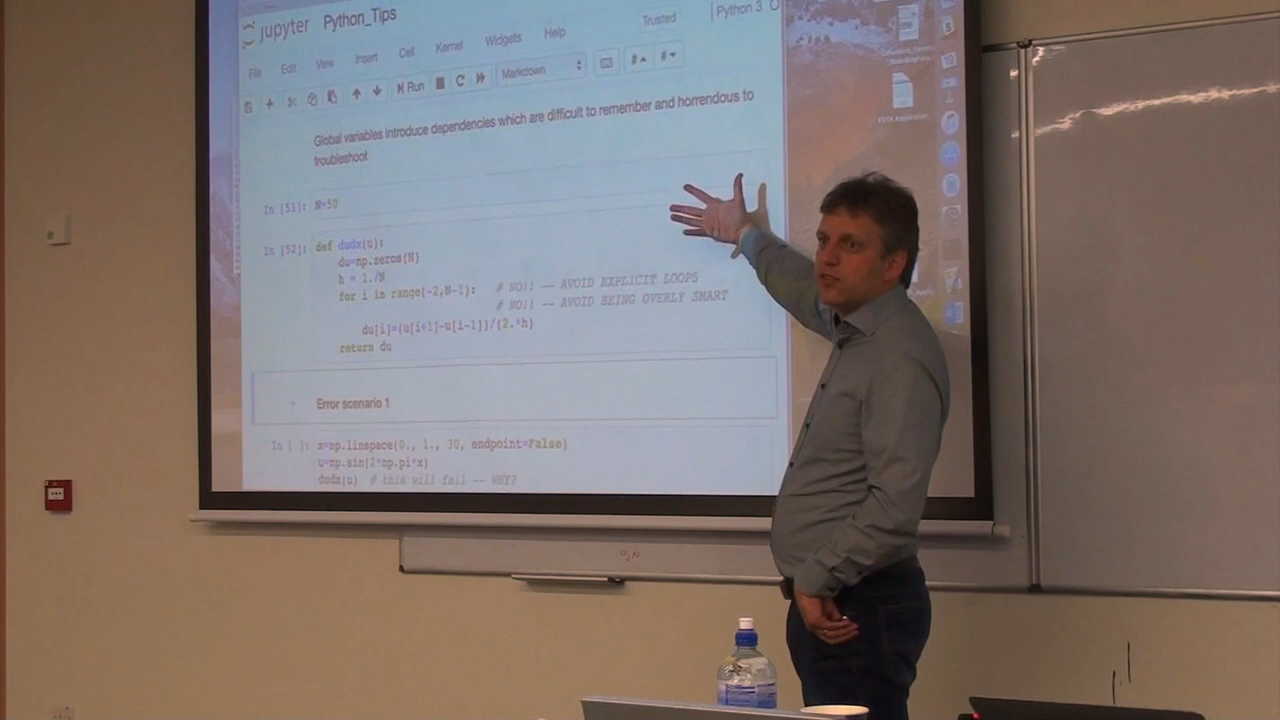 jupyter Python_Tips
Trusted
Python 3
File Edit View Insert Cell Kernel Widgets Help
Run
Markdown
Global variables introduce dependencies which are difficult to remember and horrendous to
troubleshoot
In [51]: N=50
In [52]: def dudx(u):
du=np.zeros(N)
h = 1./N
for i in range(-2,N-1): # NO!! -- AVOID EXPLICIT LOOPS
# NO!! -- AVOID BEING OVERLY SMART
du[i]=(u[i+1]-u[i-1])/(2.*h)
return du
Error scenario 1
In [ ]: x=np.linspace(0., 1., 30, endpoint=False)
u=np.sin(2*np.pi*x)
dudx(u) # this will fail -- WHY?
ESTA Application